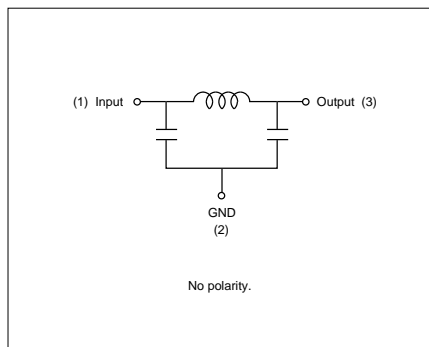 (1) Input Output (3)
GND
(2)
No polarity.